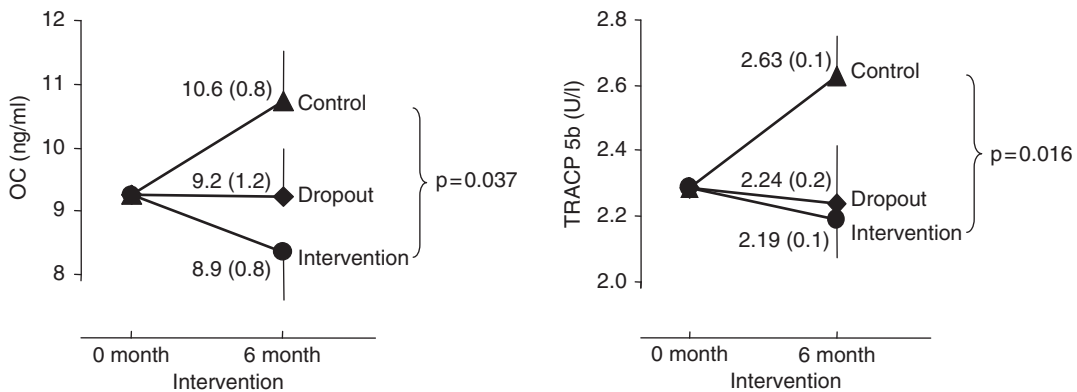 12
11
10
9
8
OC (ng/ml)
10.6 (0.8)
Control
9.2 (1.2)
Dropout
8.9 (0.8)
Intervention
p=0.037
0 month
6 month
Intervention
2.8
2.6
2.4
2.2
2.0
TRACP 5b (U/l)
2.63 (0.1)
Control
2.24 (0.2)
Dropout
2.19 (0.1)
Intervention
p=0.016
0 month
6 month
Intervention